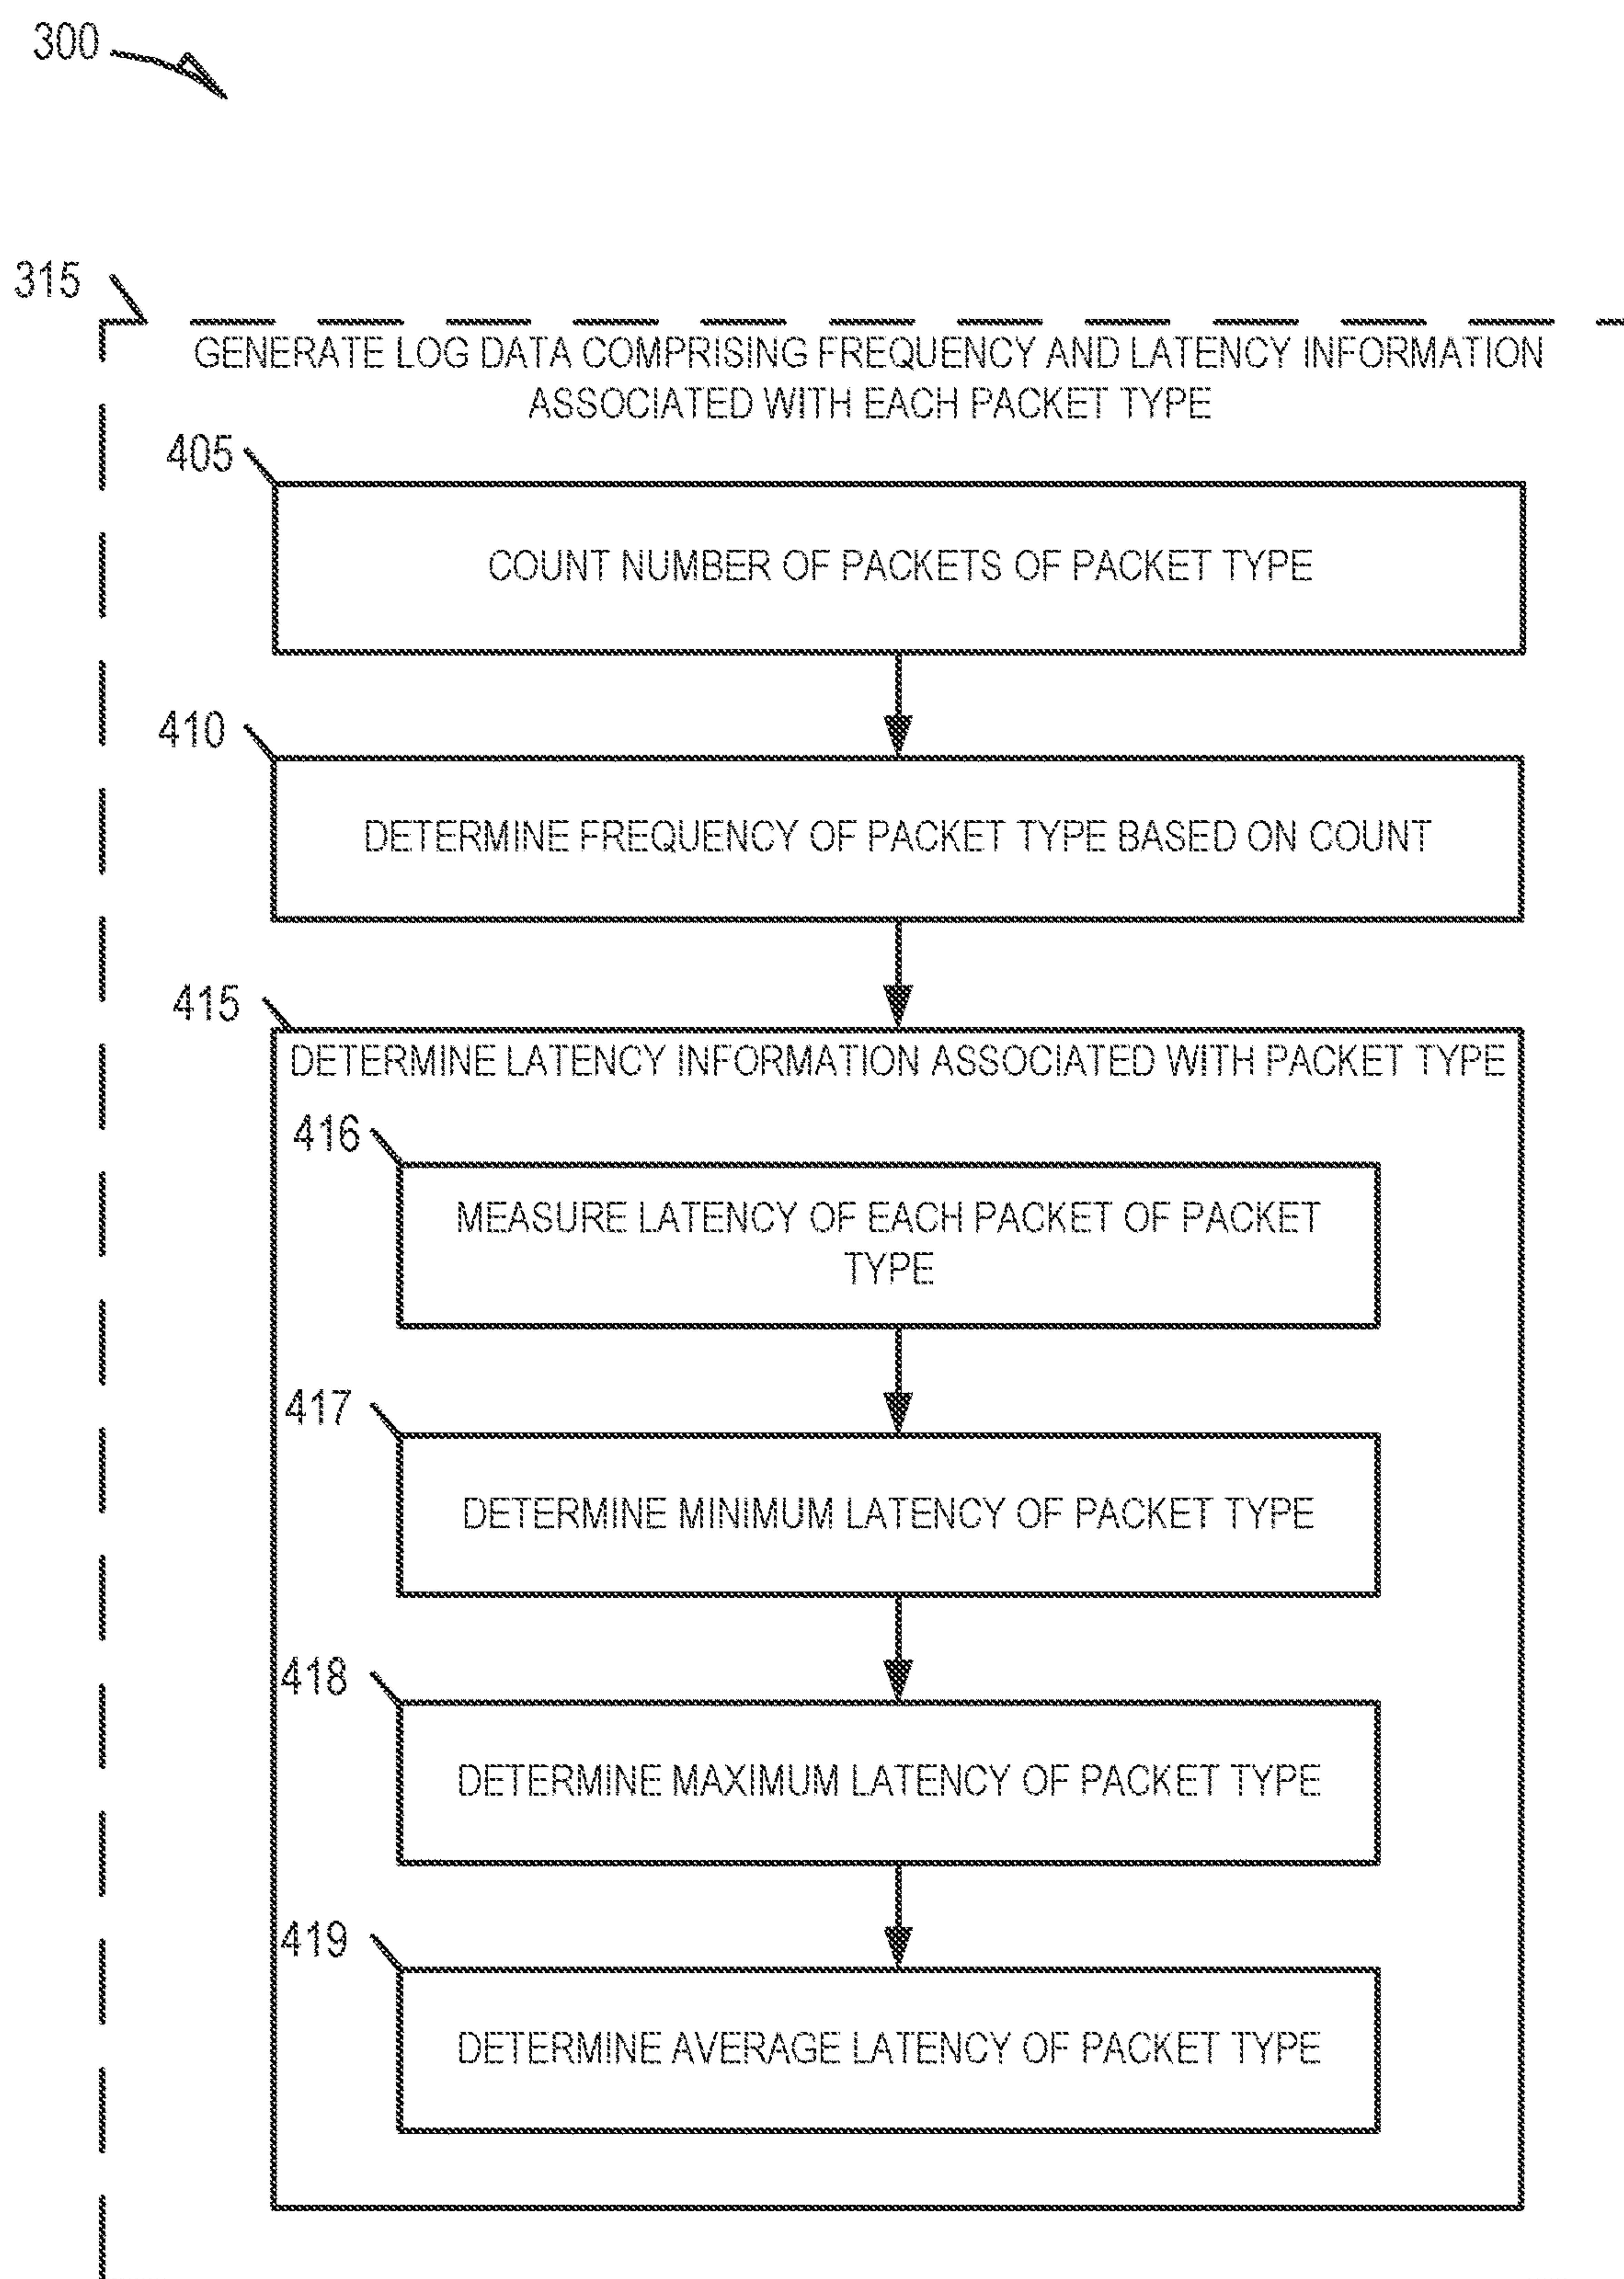 300
315
GENERATE LOG DATA COMPRISING FREQUENCY AND LATENCY INFORMATION
ASSOCIATED WITH EACH PACKET TYPE
405
COUNT NUMBER OF PACKETS OF PACKET TYPE
410
DETERMINE FREQUENCY OF PACKET TYPE BASED ON COUNT
415
DETERMINE LATENCY INFORMATION ASSOCIATED WITH PACKET TYPE
416
MEASURE LATENCY OF EACH PACKET OF PACKET
TYPE
417
DETERMINE MINIMUM LATENCY OF PACKET TYPE
418
DETERMINE MAXIMUM LATENCY OF PACKET TYPE
419
DETERMINE AVERAGE LATENCY OF PACKET TYPE